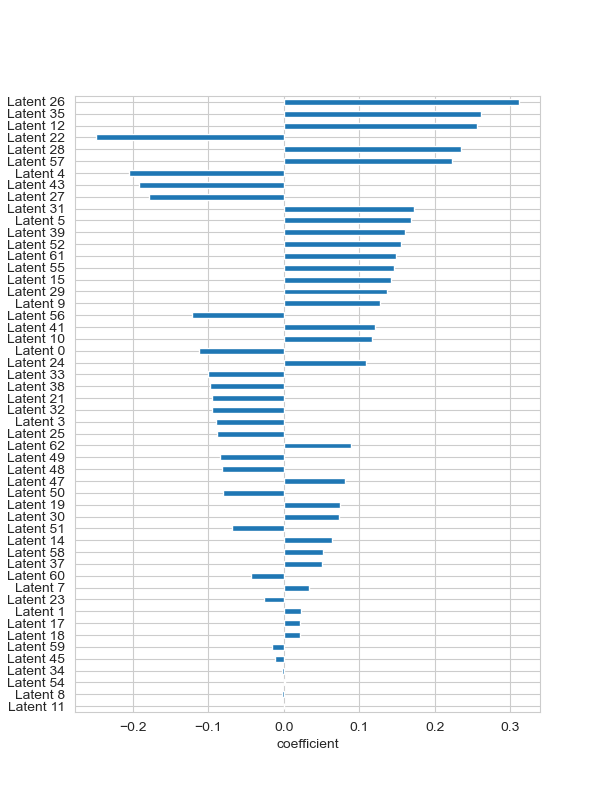 Latent 26
Latent 35
Latent 12
Latent 22
Latent 28
Latent 57
Latent 4
Latent 43
Latent 27
Latent 31
Latent 5
Latent 39
Latent 52
Latent 61
Latent 55
Latent 15
Latent 29
Latent 9
Latent 56
Latent 41
Latent 10
Latent 0
Latent 24
Latent 33
Latent 38
Latent 21
Latent 32
Latent 3
Latent 25
Latent 62
Latent 49
Latent 48
Latent 47
Latent 50
Latent 19
Latent 30
Latent 51
Latent 14
Latent 58
Latent 37
Latent 60
Latent 7
Latent 23
Latent 1
Latent 17
Latent 18
Latent 59
Latent 45
Latent 34
Latent 54
Latent 8
Latent 11
−0.2 −0.1 0.0 0.1 0.2 0.3
coefficient